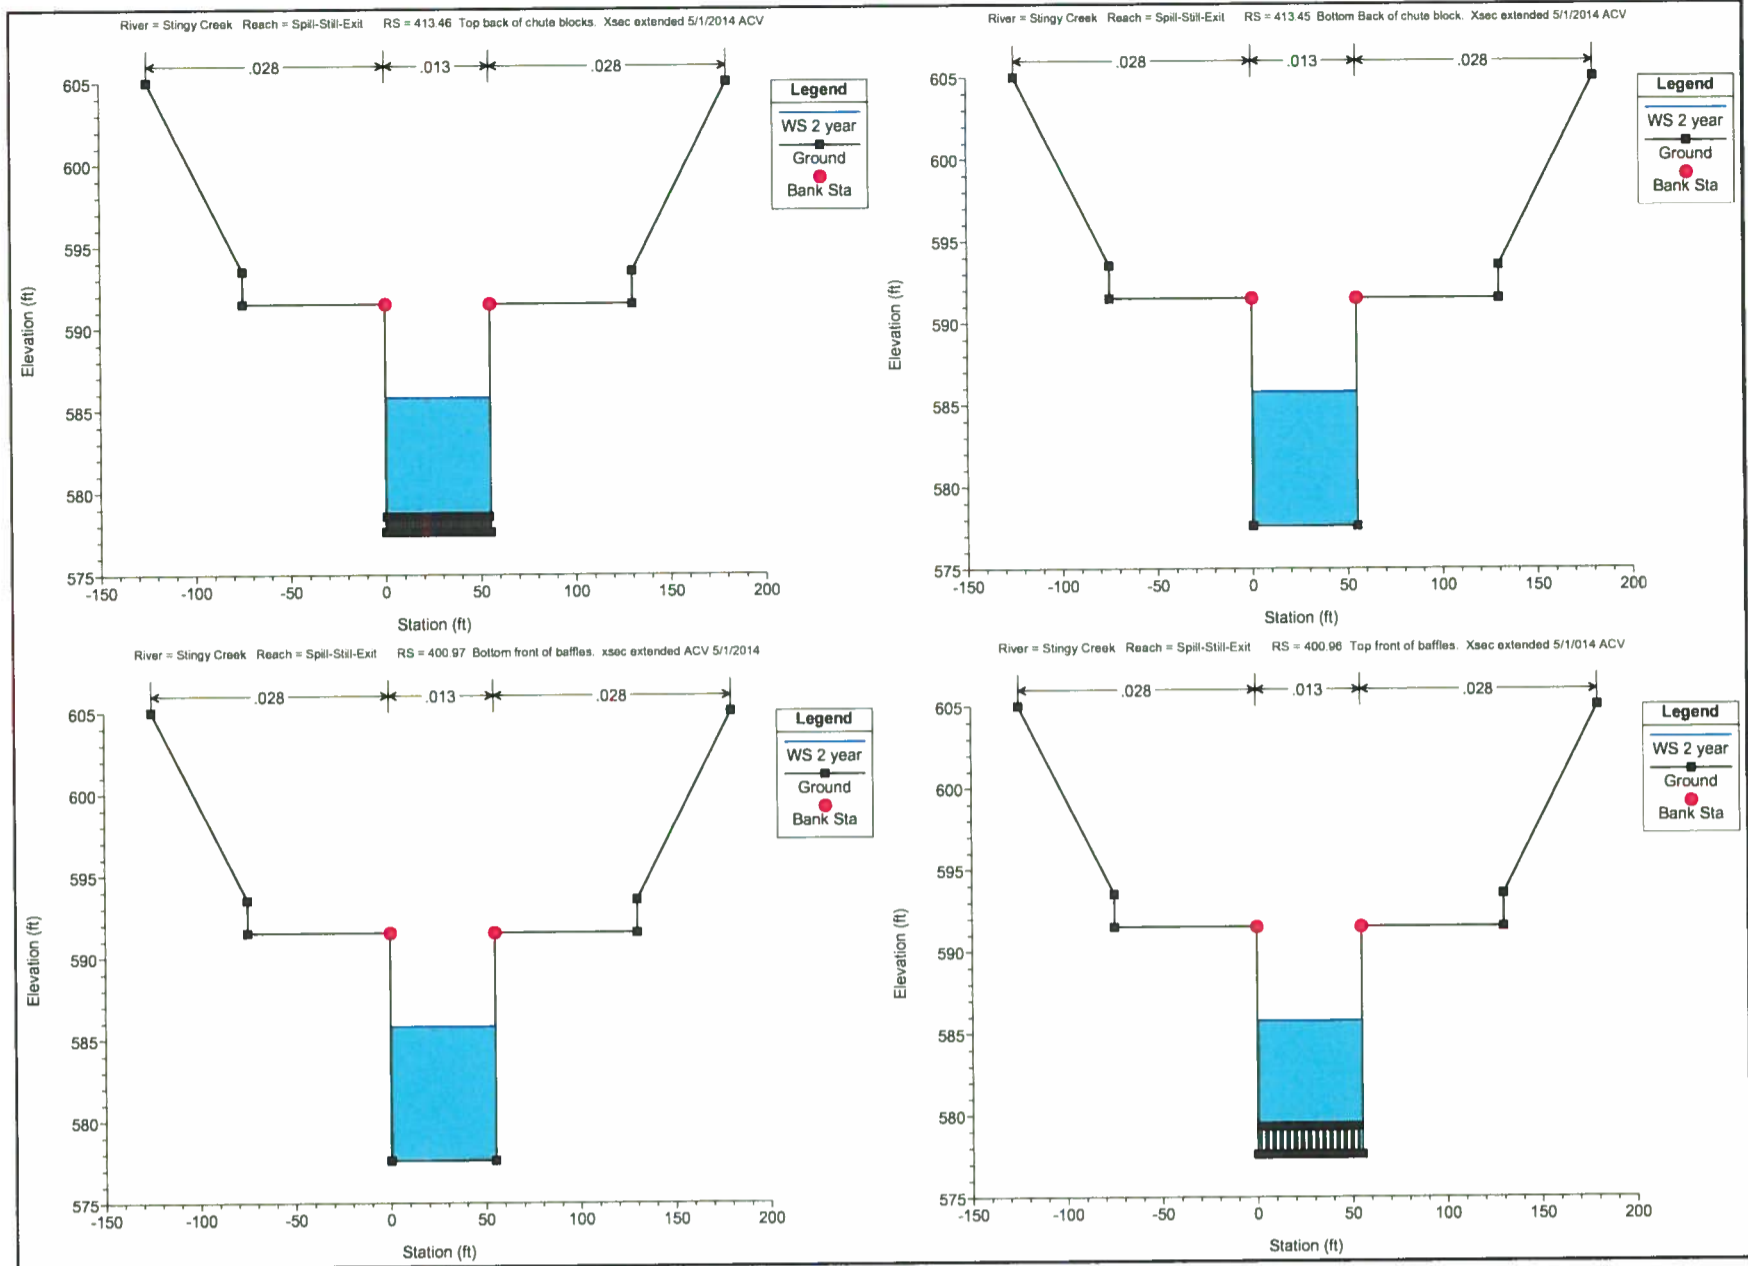 River = Stingy Creek Reach = Spill-Still-Exit RS = 413.46 Top back of chute blocks. Xsec extended 5/1/2014 ACV
.028 .013 .028
Legend
WS 2 year
Ground
Bank Sta
Elevation (ft)
605
600
595
590
585
580
575
-150 -100 -50 0 50 100 150 200
Station (ft)
River = Stingy Creek Reach = Spill-Still-Exit RS = 413.45 Bottom Back of chute block. Xsec extended 5/1/2014 ACV
.028 .013 .028
Legend
WS 2 year
Ground
Bank Sta
Elevation (ft)
605
600
595
590
585
580
575
-150 -100 -50 0 50 100 150 200
Station (ft)
River = Stingy Creek Reach = Spill-Still-Exit RS = 400.97 Bottom front of baffles. xsec extended ACV 5/1/2014
.028 .013 .028
Legend
WS 2 year
Ground
Bank Sta
Elevation (ft)
605
600
595
590
585
580
575
-150 -100 -50 0 50 100 150 200
Station (ft)
River = Stingy Creek Reach = Spill-Still-Exit RS = 400.96 Top front of baffles. Xsec extended 5/1/014 ACV
.028 .013 .028
Legend
WS 2 year
Ground
Bank Sta
Elevation (ft)
605
600
595
590
585
580
575
-150 -100 -50 0 50 100 150 200
Station (ft)